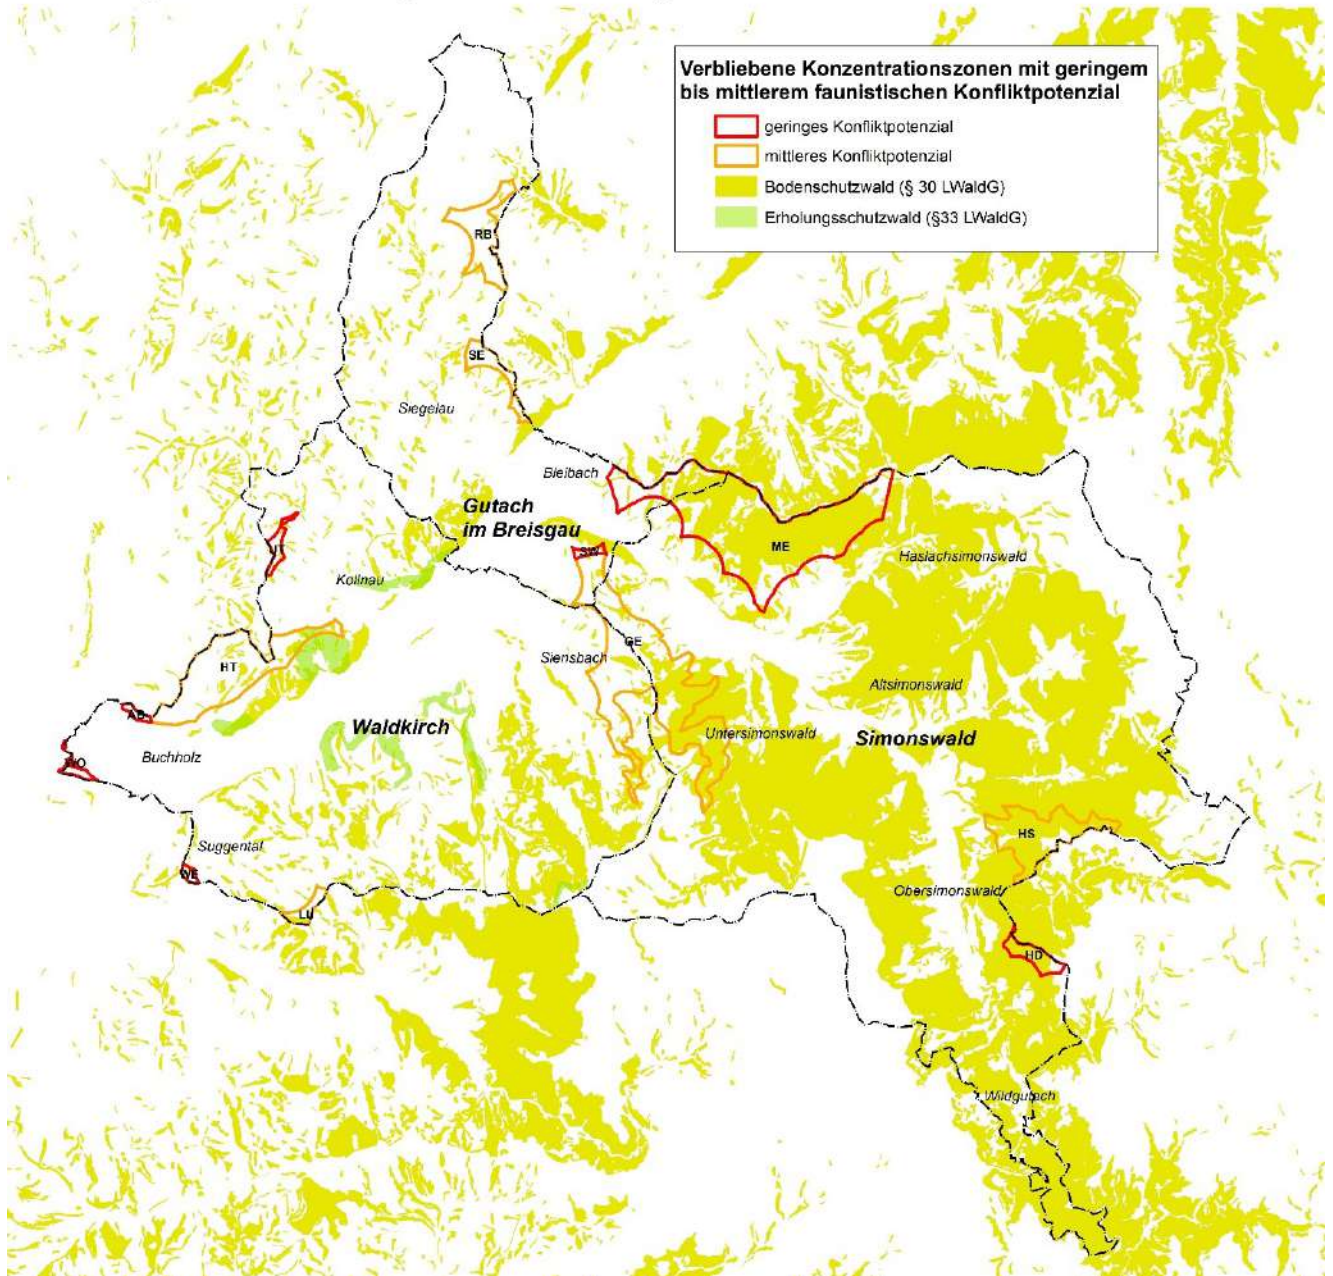 Verbliebene Konzentrationszonen mit geringem
bis mittlerem faunistischen Konfliktpotenzial
geringes Konfliktpotenzial
mittleres Konfliktpotenzial
Bodenschutzwald (§ 30 LWaldG)
Erholungsschutzwald (§33 LWaldG)
RB
SE
Siegelau
Bleibach
Gutach
im Breisgau
SW
ME
Haslachsimonswald
Kollnau
GE
Siensbach
HT
Altsimonswald
AB
Waldkirch
Untersimonswald
Simonswald
Buchholz
WO
HS
Suggental
WE
Obersimonswald
LU
HD
Wildgutach